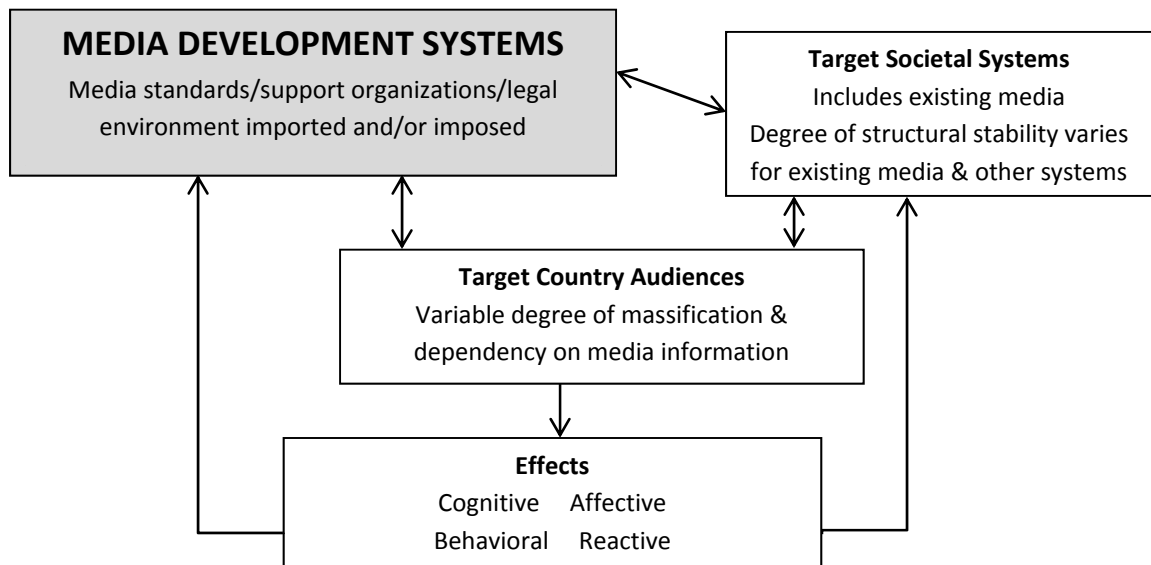 MEDIA DEVELOPMENT SYSTEMS
Media standards/support organizations/legal
environment imported and/or imposed
Target Societal Systems
Includes existing media
Degree of structural stability varies
for existing media & other systems
Target Country Audiences
Variable degree of massification &
dependency on media information
Effects
Cognitive Affective
Behavioral Reactive